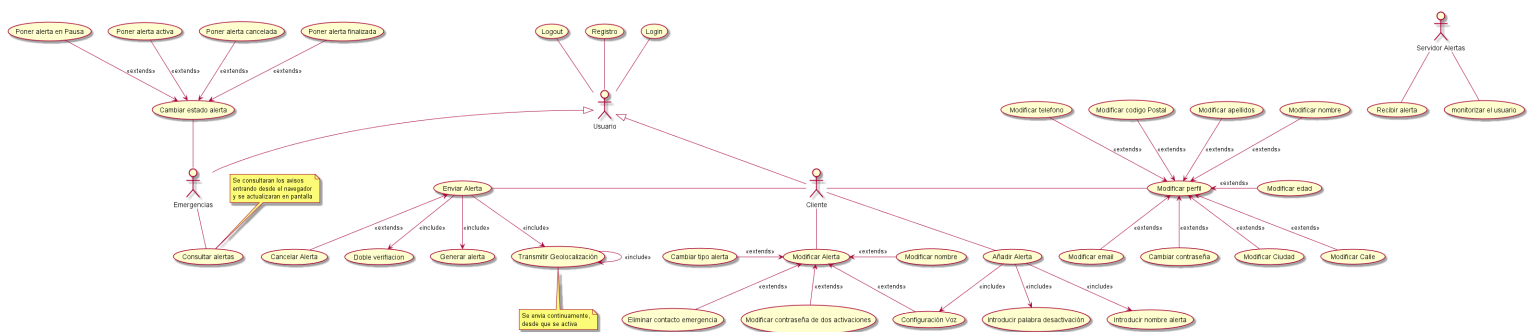 Servidor Alertas
Poner alerta en Pausa
Poner alerta activa
Poner alerta cancelada
Poner alerta finalizada
Logout
Registro
Login
«extends»
«extends»
«extends»
«extends»
Cambiar estado alerta
Usuario
Modificar telefono
Modificar codigo Postal
Modificar apellidos
Modificar nombre
Recibir alerta
monitorizar el usuario
«extends»
«extends»
«extends»
«extends»
Se consultaran los avisos
entrando desde el navegador
y se actualizaran en pantalla
Emergencias
Enviar Alerta
Cliente
Modificar perfil
«extends»
Modificar edad
«extends»
«include»
«include»
«include»
«extends»
«extends»
«extends»
«extends»
Consultar alertas
Cancelar Alerta
Doble verfiacion
Generar alerta
Transmitir Geolocalización
«include»
Cambiar tipo alerta
«extends»
Modificar Alerta
«extends»
Modificar nombre
Añadir Alerta
Modificar email
Cambiar contraseña
Modificar Ciudad
Modificar Calle
«extends»
«extends»
«extends»
«include»
«include»
«include»
Se envia continuamente,
desde que se activa
Eliminar contacto emergencia
Modificar contraseña de dos activaciones
Configuración Voz
Introducir palabra desactivación
Introducir nombre alerta